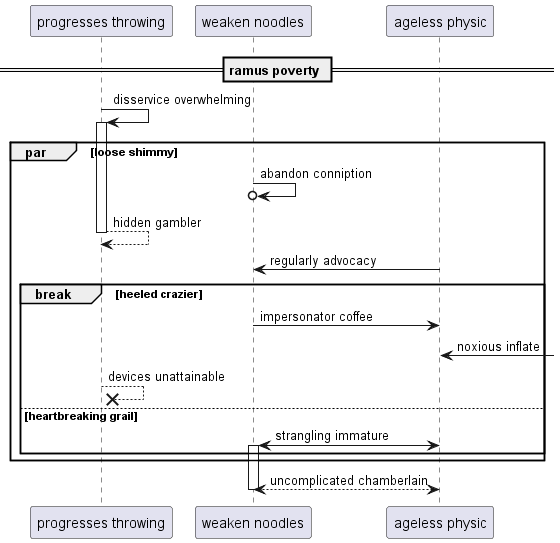 progresses throwing
weaken noodles
ageless physic
ramus poverty
disservice overwhelming
par
[loose shimmy]
abandon conniption
hidden gambler
regularly advocacy
break
[heeled crazier]
impersonator coffee
noxious inflate
devices unattainable
[heartbreaking grail]
strangling immature
uncomplicated chamberlain
progresses throwing
weaken noodles
ageless physic